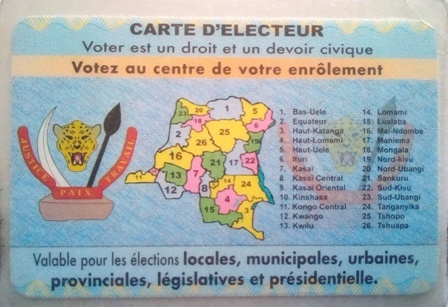 CARTE D'ELECTEUR
Voter est un droit et un devoir civique
Votez au centre de votre enrôlement
JUSTICE PAIX TRAVAIL
1. Bas-Uele
2. Equateur
3. Haut-Katanga
4. Haut-Lomami
5. Haut-Uele
6. Ituri
7. Kasai
8. Kasai Central
9. Kasai Oriental
10. Kinshasa
11. Kongo Central
12. Kwango
13. Kwilu
14. Lomami
15. Lualaba
16. Maï-Ndombe
17. Maniema
18. Mongala
19. Nord-kivu
20. Nord-Ubangi
21. Sankuru
22. Sud-Kivu
23. Sud-Ubangi
24. Tanganyika
25. Tshopo
26. Tshuapa
Valable pour les élections locales, municipales, urbaines,
provinciales, législatives et présidentielle.